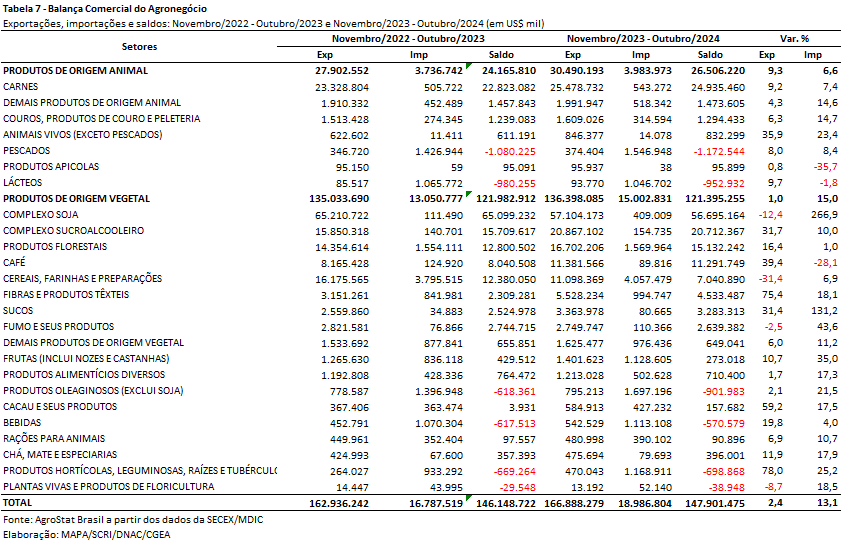 Tabela 7 - Balança Comercial do Agronegócio
Exportações, importações e saldos: Novembro/2022 - Outubro/2023 e Novembro/2023 - Outubro/2024 (em US$ mil)
Setores Novembro/2022 - Outubro/2023 Novembro/2023 - Outubro/2024 Var. %
Exp Imp Saldo Exp Imp Saldo Exp Imp
PRODUTOS DE ORIGEM ANIMAL 27.902.552 3.736.742 24.165.810 30.490.193 3.983.973 26.506.220 9,3 6,6
CARNES 23.328.804 505.722 22.823.082 25.478.732 543.272 24.935.460 9,2 7,4
DEMAIS PRODUTOS DE ORIGEM ANIMAL 1.910.332 452.489 1.457.843 1.991.947 518.342 1.473.605 4,3 14,6
COUROS, PRODUTOS DE COURO E PELETERIA 1.513.428 274.345 1.239.083 1.609.026 314.594 1.294.433 6,3 14,7
ANIMAIS VIVOS (EXCETO PESCADOS) 622.602 11.411 611.191 846.377 14.078 832.299 35,9 23,4
PESCADOS 346.720 1.426.944 -1.080.225 374.404 1.546.948 -1.172.544 8,0 8,4
PRODUTOS APICOLAS 95.150 59 95.091 95.937 38 95.899 0,8 -35,7
LÁCTEOS 85.517 1.065.772 -980.255 93.770 1.046.702 -952.932 9,7 -1,8
PRODUTOS DE ORIGEM VEGETAL 135.033.690 13.050.777 121.982.912 136.398.085 15.002.831 121.395.255 1,0 15,0
COMPLEXO SOJA 65.210.722 111.490 65.099.232 57.104.173 409.009 56.695.164 -12,4 266,9
COMPLEXO SUCROALCOOLEIRO 15.850.318 140.701 15.709.617 20.867.102 154.735 20.712.367 31,7 10,0
PRODUTOS FLORESTAIS 14.354.614 1.554.111 12.800.502 16.702.206 1.569.964 15.132.242 16,4 1,0
CAFÉ 8.165.428 124.920 8.040.508 11.381.566 89.816 11.291.749 39,4 -28,1
CEREAIS, FARINHAS E PREPARAÇÕES 16.175.565 3.795.515 12.380.050 11.098.369 4.057.479 7.040.890 -31,4 6,9
FIBRAS E PRODUTOS TÊXTEIS 3.151.261 841.981 2.309.281 5.528.234 994.747 4.533.487 75,4 18,1
SUCOS 2.559.860 34.883 2.524.978 3.363.978 80.665 3.283.313 31,4 131,2
FUMO E SEUS PRODUTOS 2.821.581 76.866 2.744.715 2.749.747 110.366 2.639.382 -2,5 43,6
DEMAIS PRODUTOS DE ORIGEM VEGETAL 1.533.692 877.841 655.851 1.625.477 976.436 649.041 6,0 11,2
FRUTAS (INCLUI NOZES E CASTANHAS) 1.265.630 836.118 429.512 1.401.623 1.128.605 273.018 10,7 35,0
PRODUTOS ALIMENTÍCIOS DIVERSOS 1.192.808 428.336 764.472 1.213.028 502.628 710.400 1,7 17,3
PRODUTOS OLEAGINOSOS (EXCLUI SOJA) 778.587 1.396.948 -618.361 795.213 1.697.196 -901.983 2,1 21,5
CACAU E SEUS PRODUTOS 367.406 363.474 3.931 584.913 427.232 157.682 59,2 17,5
BEBIDAS 452.791 1.070.304 -617.513 542.529 1.113.108 -570.579 19,8 4,0
RAÇÕES PARA ANIMAIS 449.961 352.404 97.557 480.998 390.102 90.896 6,9 10,7
CHÁ, MATE E ESPECIARIAS 424.993 67.600 357.393 475.694 79.693 396.001 11,9 17,9
PRODUTOS HORTÍCOLAS, LEGUMINOSAS, RAÍZES E TUBÉRCULO 264.027 933.292 -669.264 470.043 1.168.911 -698.868 78,0 25,2
PLANTAS VIVAS E PRODUTOS DE FLORICULTURA 14.447 43.995 -29.548 13.192 52.140 -38.948 -8,7 18,5
TOTAL 162.936.242 16.787.519 146.148.722 166.888.279 18.986.804 147.901.475 2,4 13,1
Fonte: AgroStat Brasil a partir dos dados da SECEX/MDIC
Elaboração: MAPA/SCRI/DNAC/CGEA